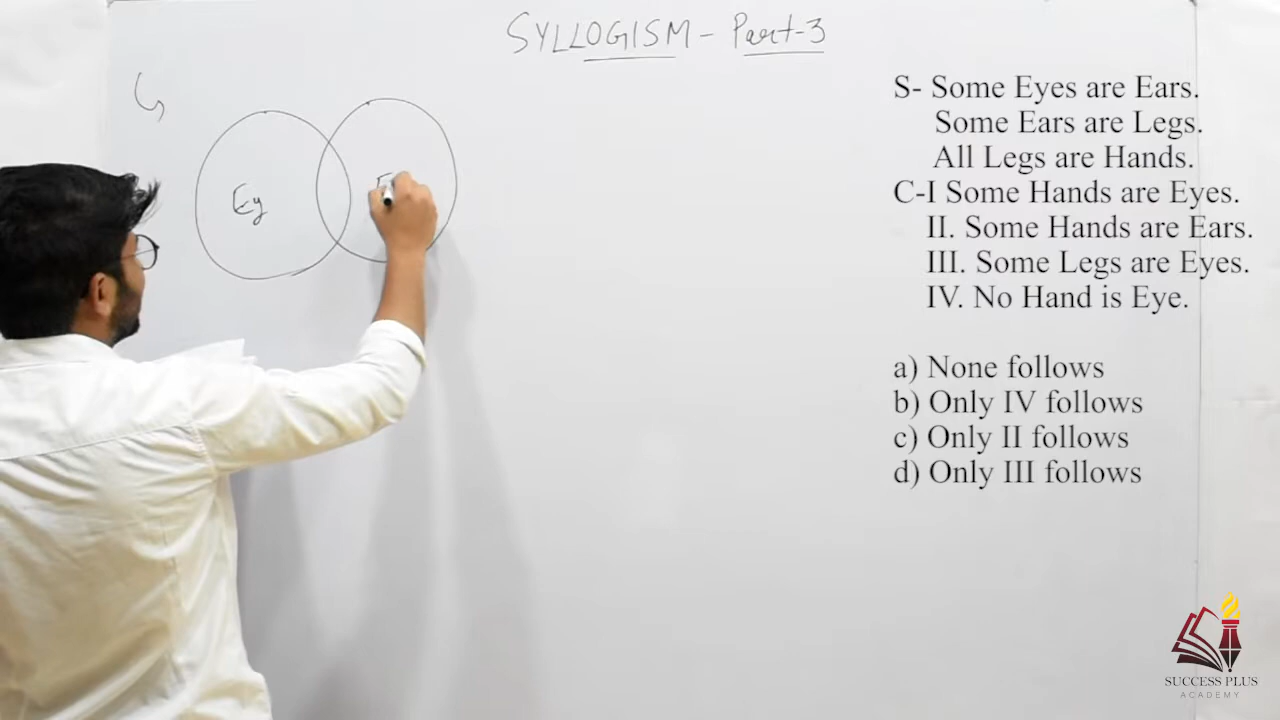 SYLLOGISM - Part-3
Ey
S- Some Eyes are Ears.
Some Ears are Legs.
All Legs are Hands.
C-I Some Hands are Eyes.
II. Some Hands are Ears.
III. Some Legs are Eyes.
IV. No Hand is Eye.
a) None follows
b) Only IV follows
c) Only II follows
d) Only III follows
SUCCESS PLUS
ACADEMY